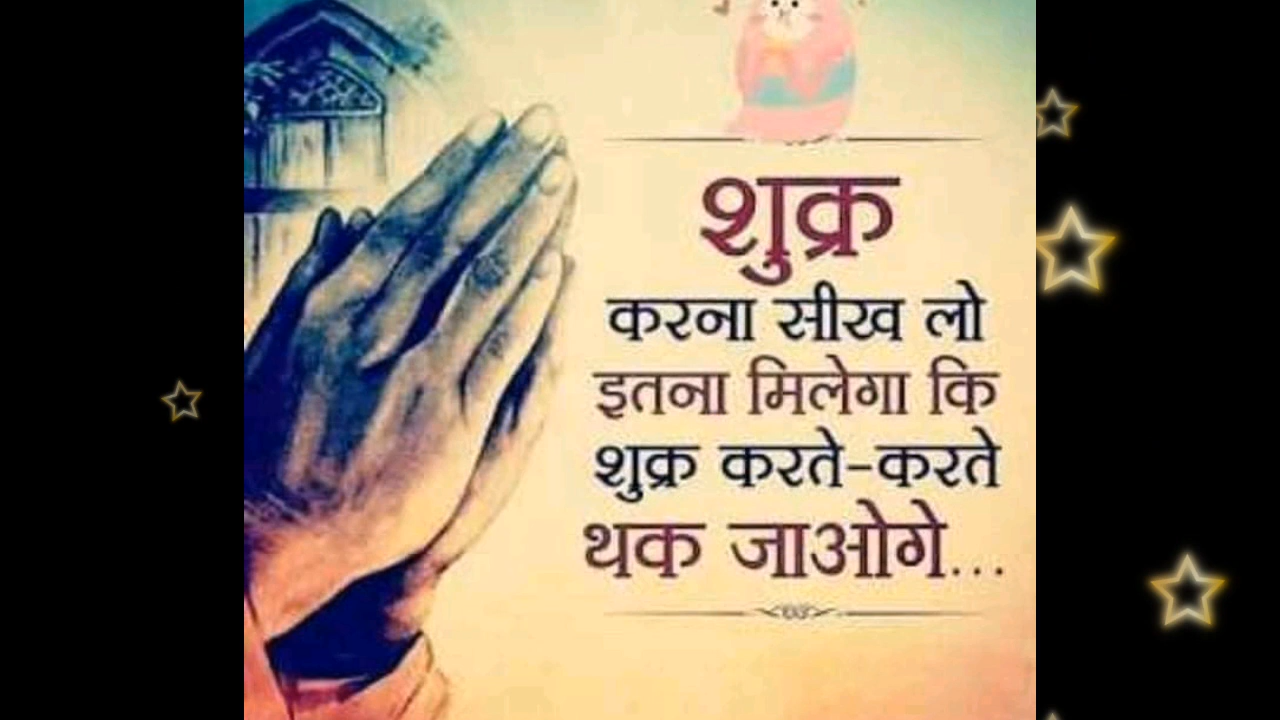 शुक्र
करना सीख लो
इतना मिलेगा कि
शुक्र करते-करते
थक जाओगे...